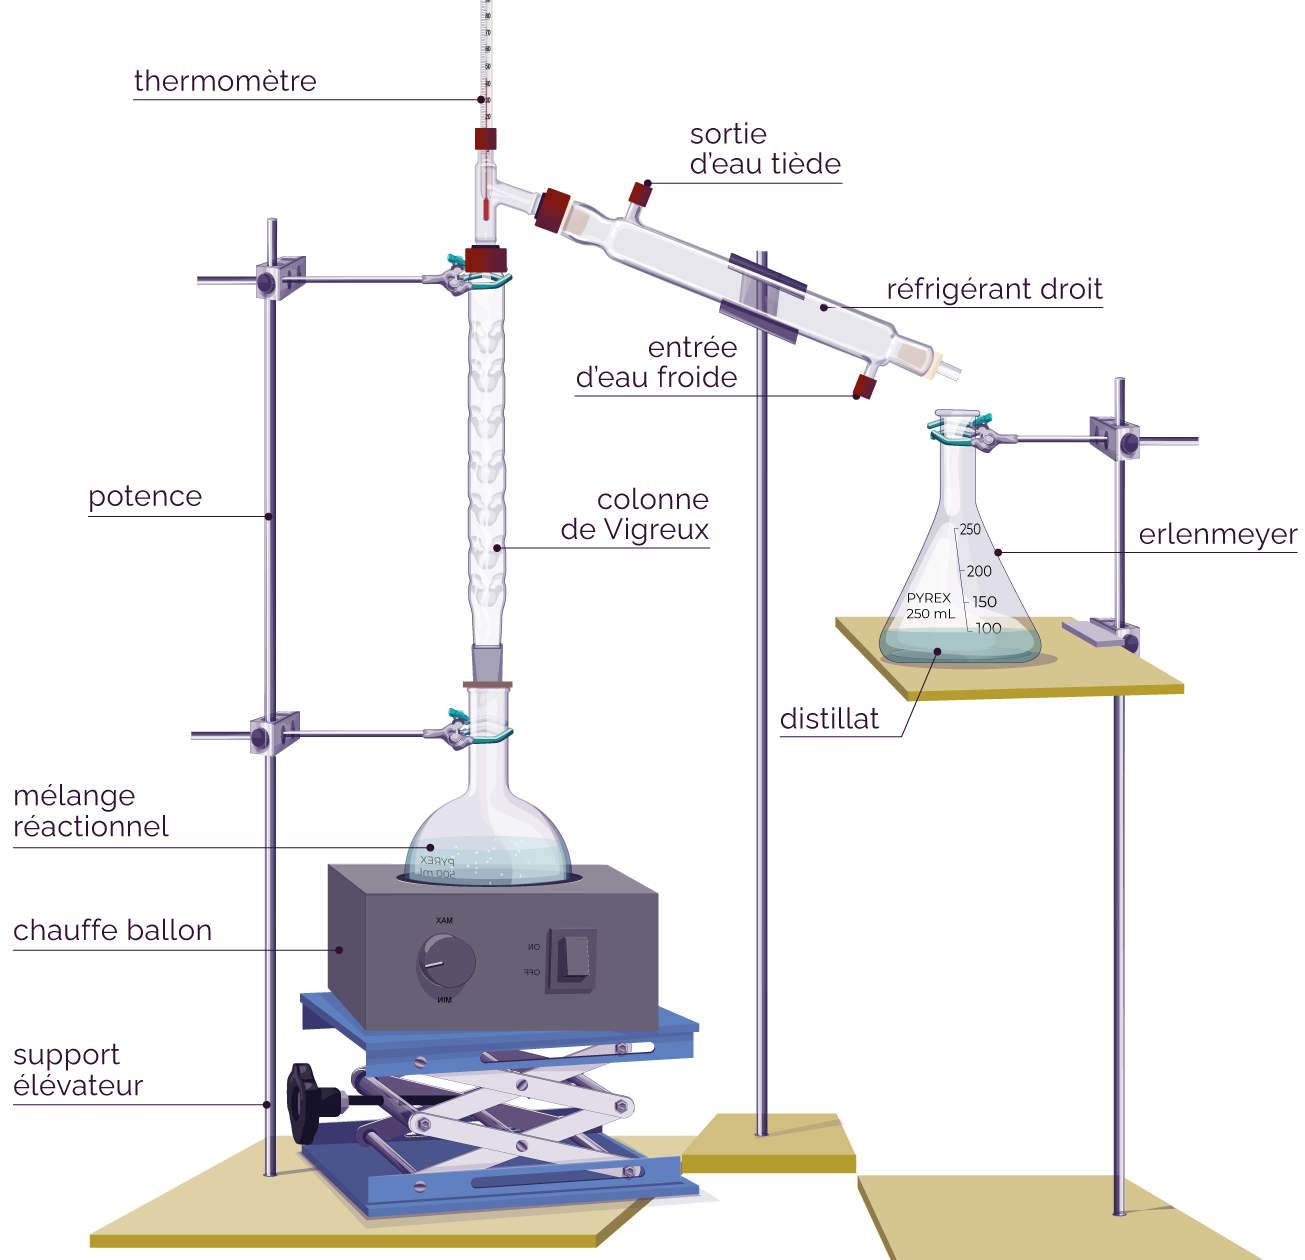 thermomètre
sortie
d'eau tiède
réfrigérant droit
entrée
d'eau froide
potence
colonne
de Vigreux
erlenmeyer
250
200
150
100
PYREX
250 mL
distillat
mélange
réactionnel
PYREX
500 mL
chauffe ballon
MAX
ON
OFF
MIN
support
élévateur